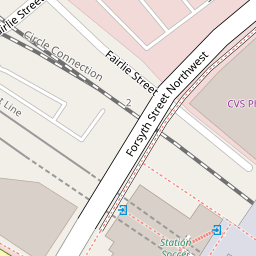 Fairlie Street
Circle Connection
Fairlie Street
Forsyth Street Northwest
2
CVS Ph
t Line
Station
Soccer